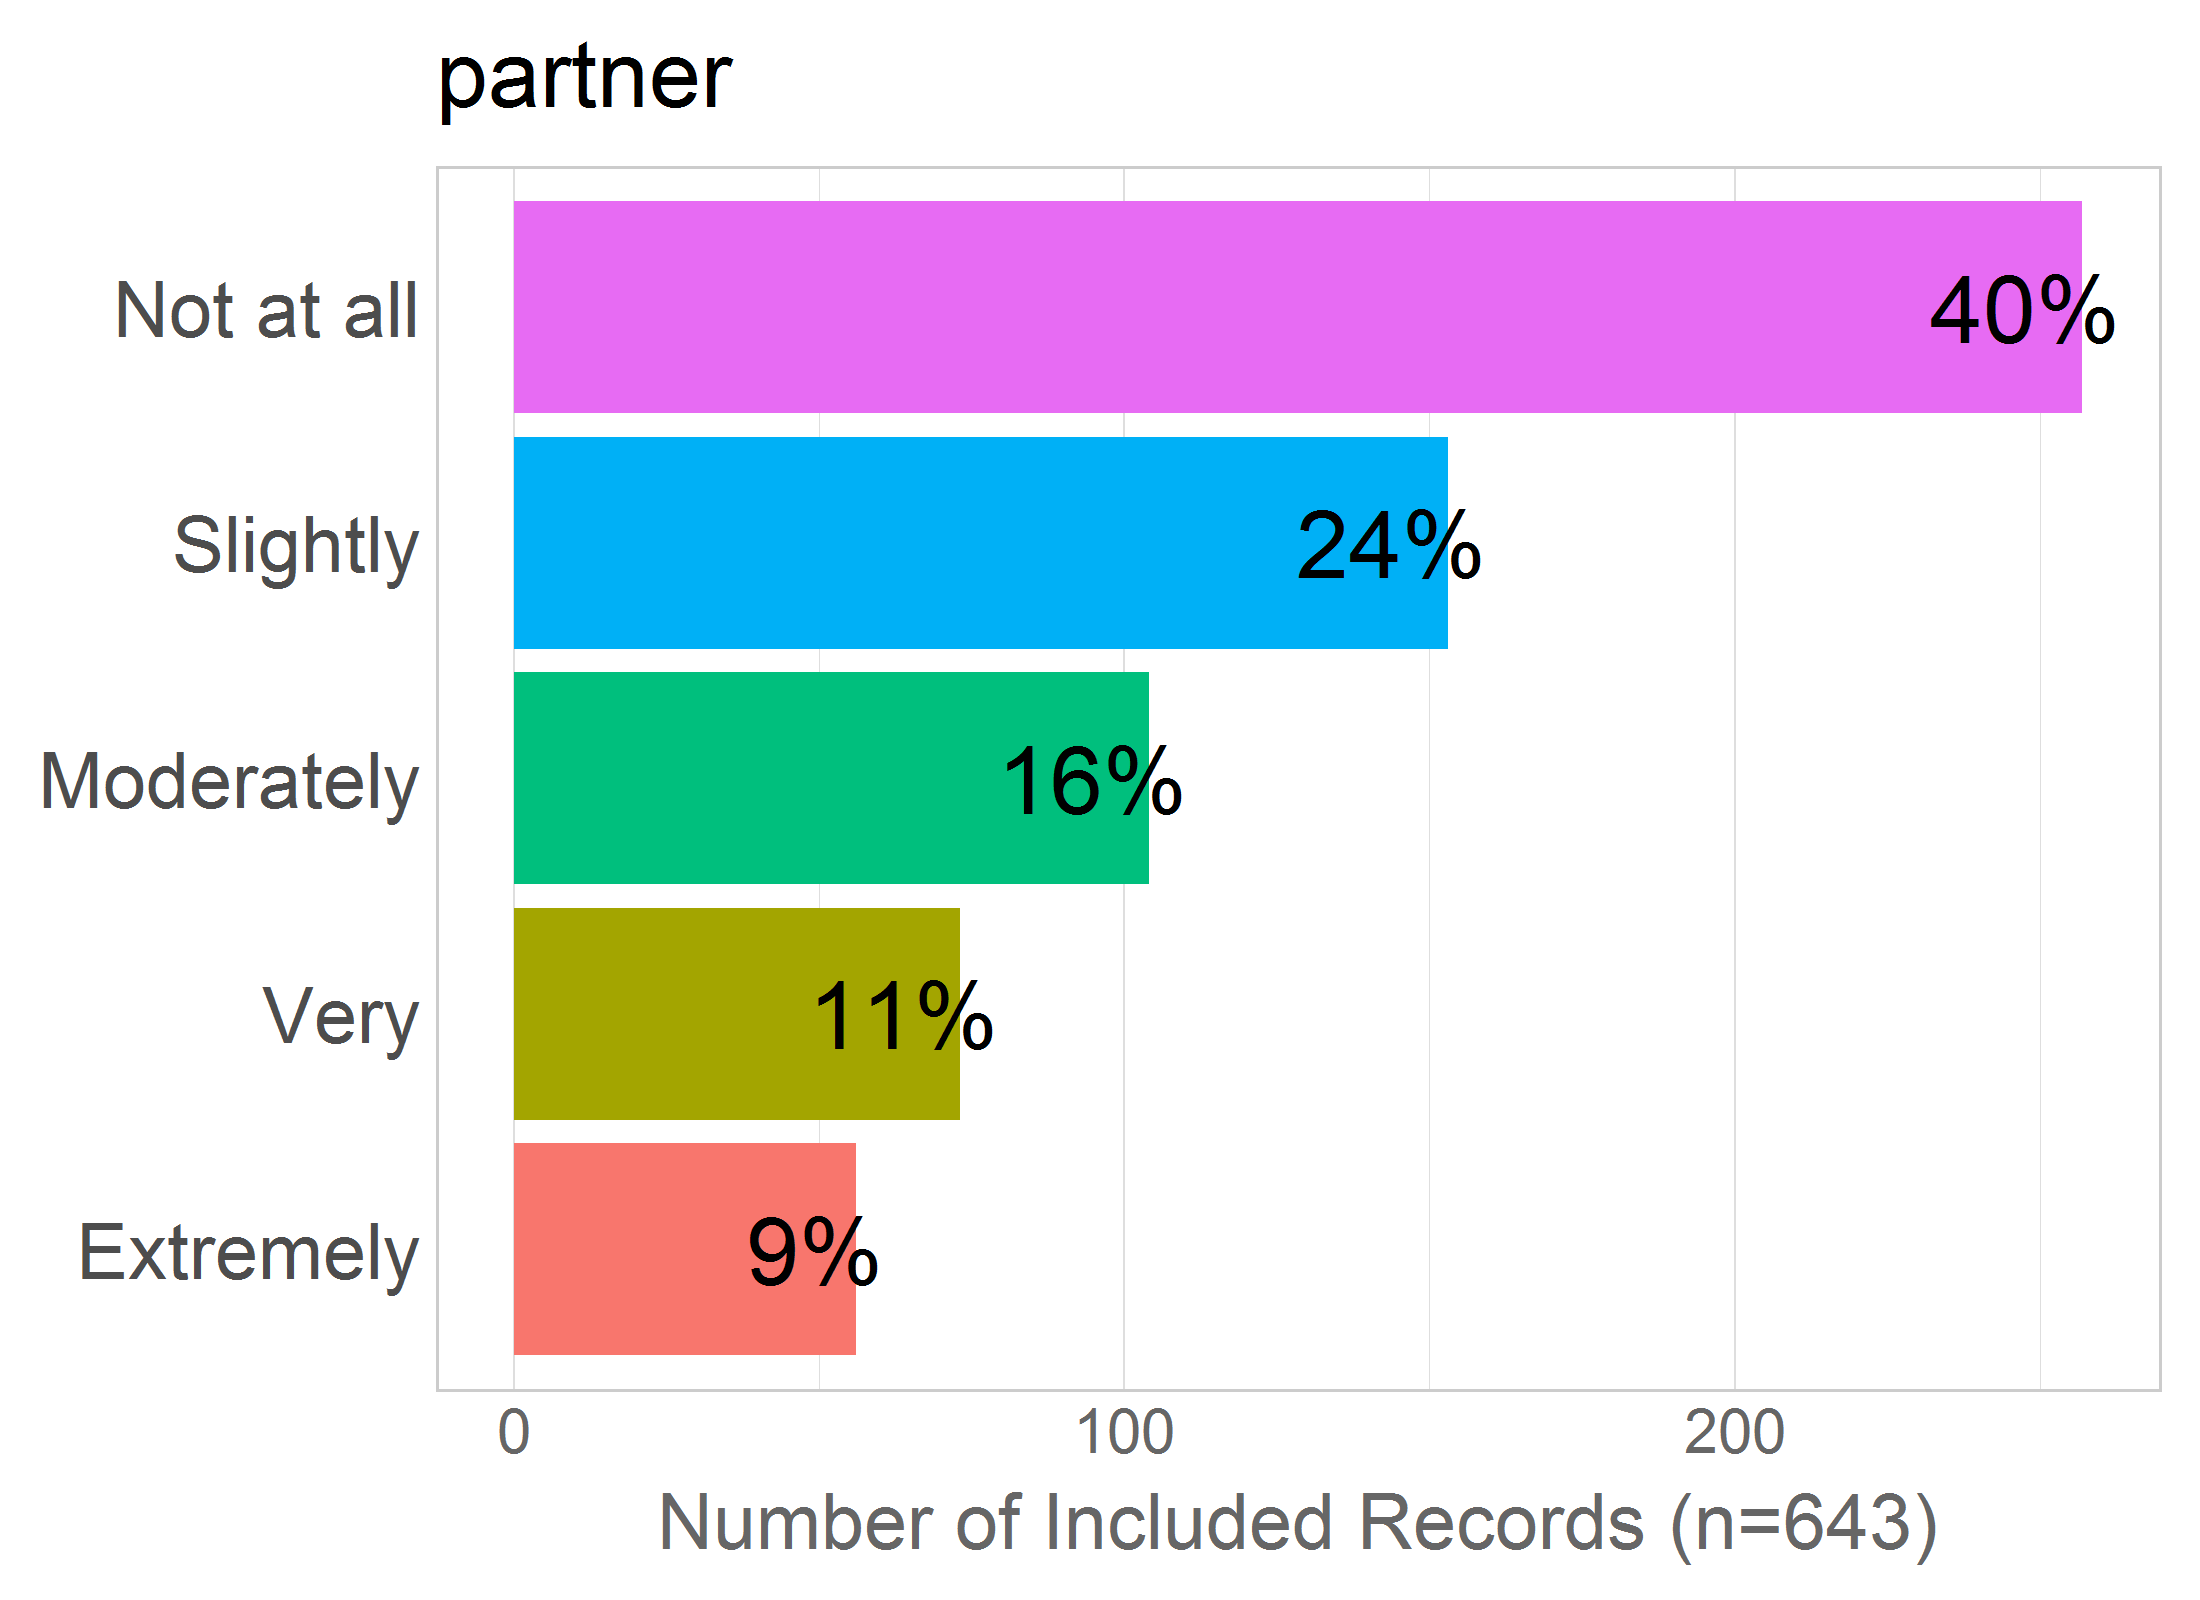 partner
Not at all
40%
Slightly
24%
Moderately
16%
Very
11%
Extremely
9%
0 100 200
Number of Included Records (n=643)